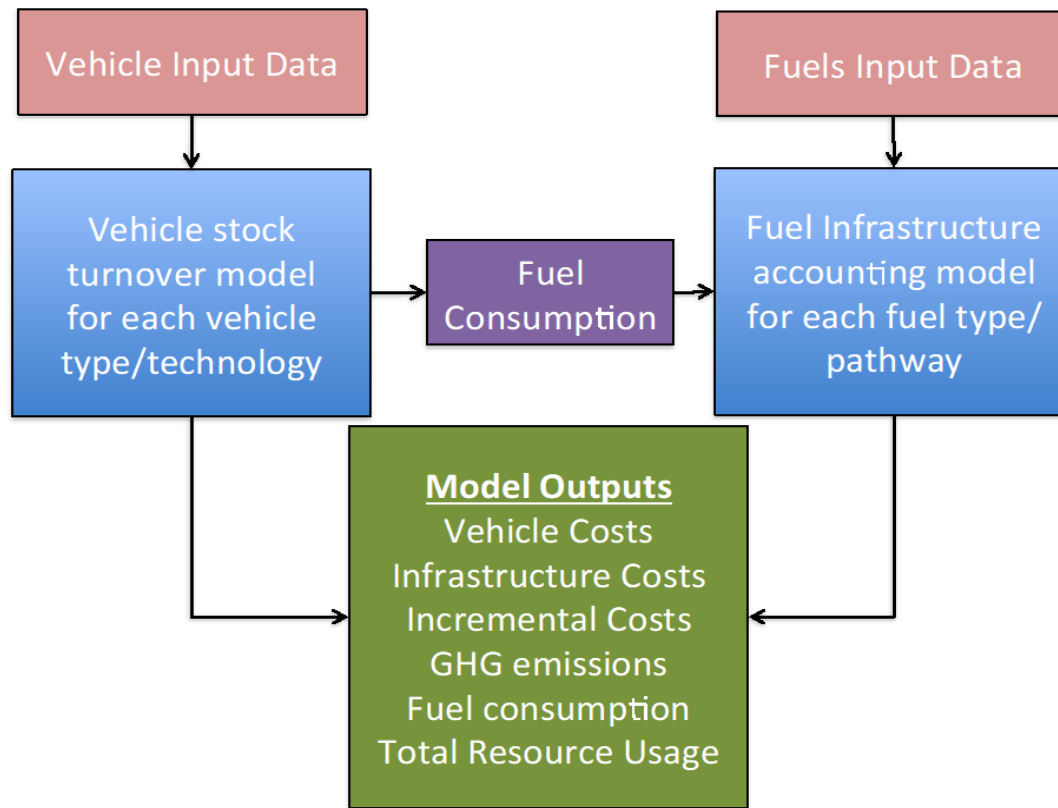 Vehicle Input Data
Fuels Input Data
Vehicle stock
turnover model
for each vehicle
type/technology
Fuel
Consumption
Fuel Infrastructure
accounting model
for each fuel type/
pathway
Model Outputs
Vehicle Costs
Infrastructure Costs
Incremental Costs
GHG emissions
Fuel consumption
Total Resource Usage